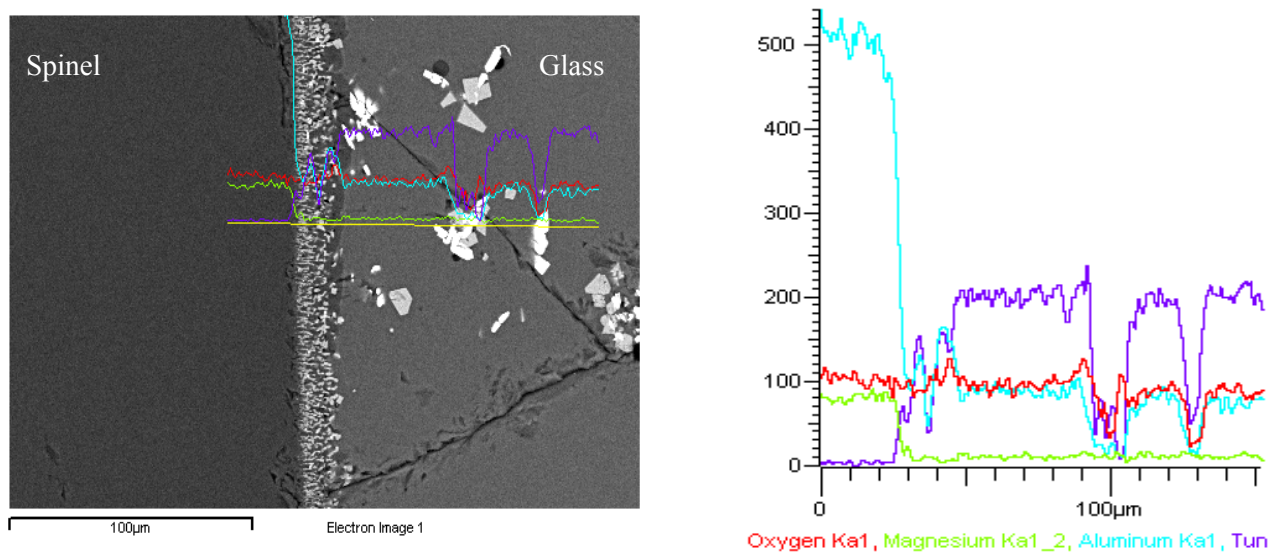 Spinel
Glass
100μm
Electron Image 1
500
400
300
200
100
0
0
100μm
Oxygen Ka1, Magnesium Ka1_2, Aluminum Ka1, Tun